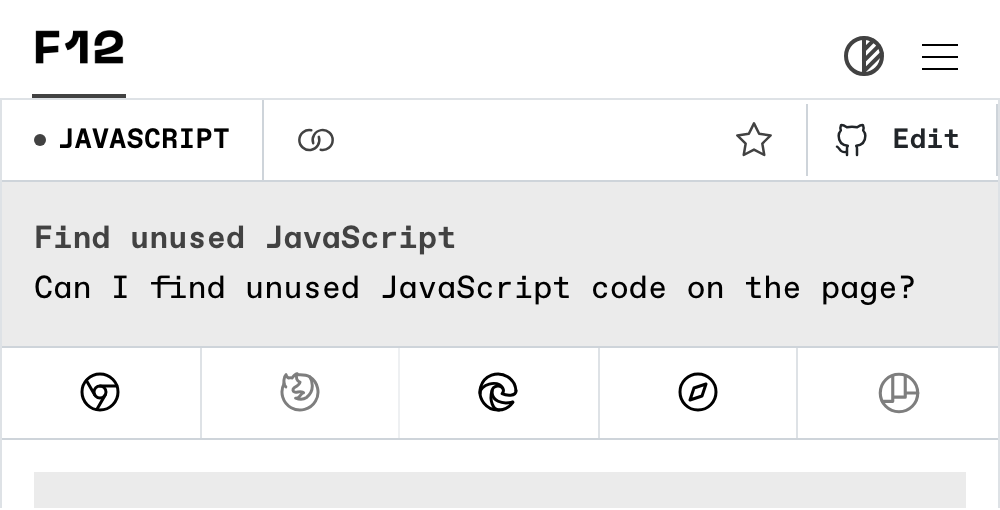 F12
JAVASCRIPT
Edit
Find unused JavaScript
Can I find unused JavaScript code on the page?